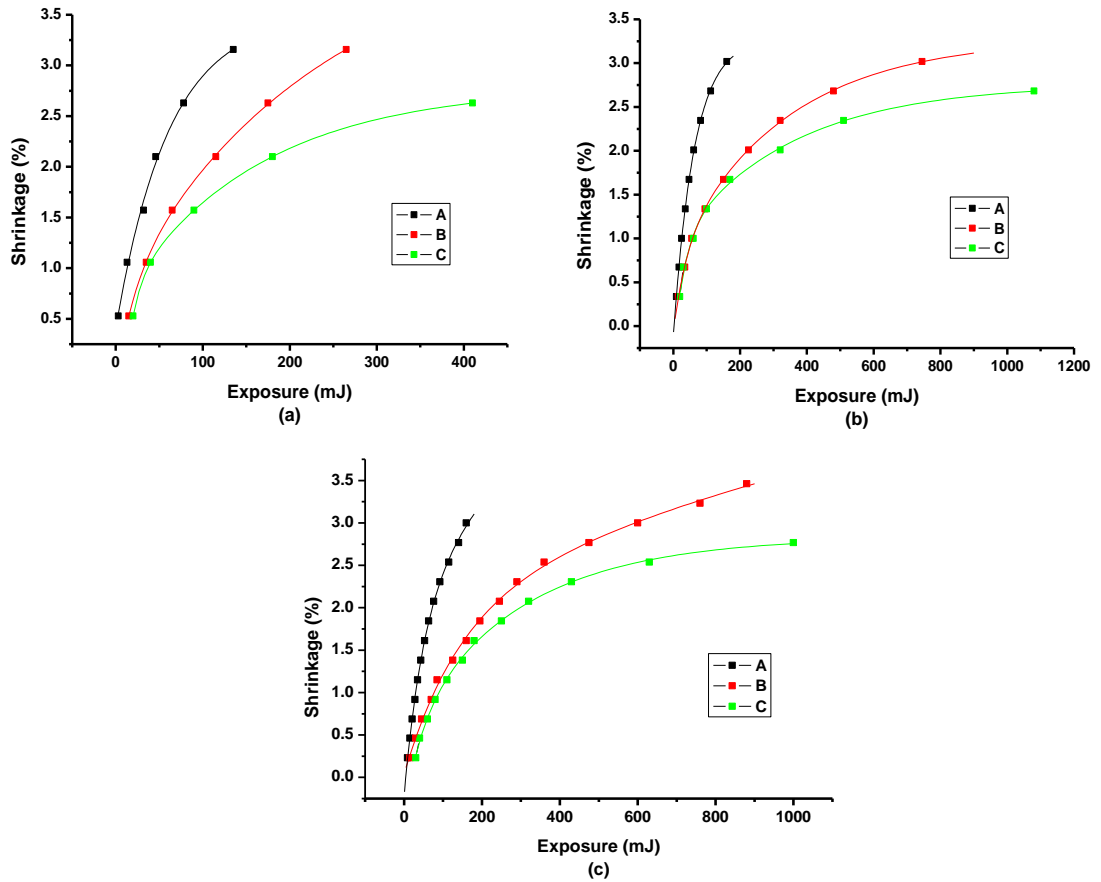 3.5
3.0
2.5
2.0
1.5
1.0
0.5
Shrinkage (%)
0 100 200 300 400
Exposure (mJ)
(a)
A
B
C
3.5
3.0
2.5
2.0
1.5
1.0
0.5
0.0
Shrinkage (%)
0 200 400 600 800 1000 1200
Exposure (mJ)
(b)
A
B
C
3.5
3.0
2.5
2.0
1.5
1.0
0.5
0.0
Shrinkage (%)
0 200 400 600 800 1000
Exposure (mJ)
(c)
A
B
C